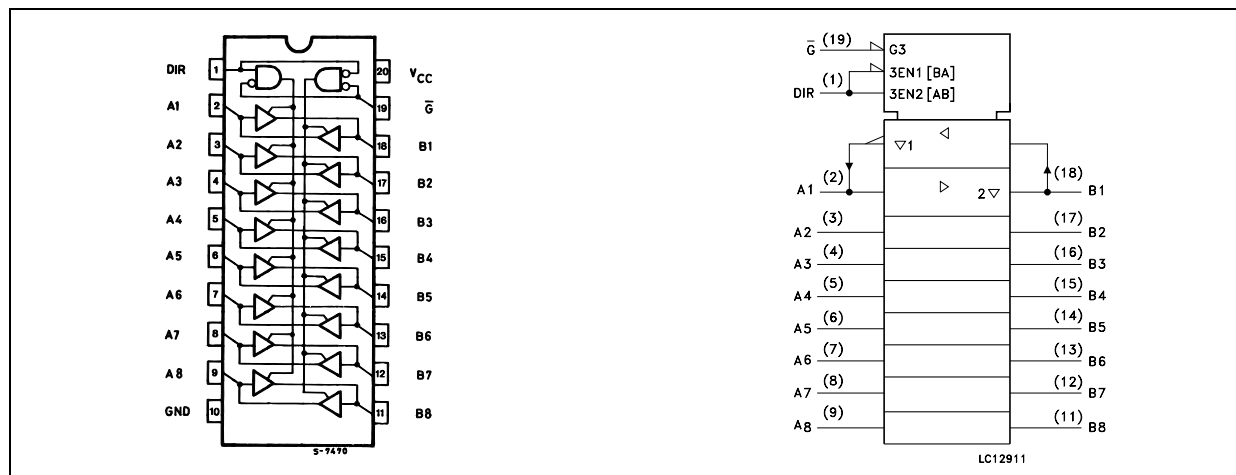 DIR 1 20 VCC
A1 2 19 G̅
A2 3 18 B1
A3 4 17 B2
A4 5 16 B3
A5 6 15 B4
A6 7 14 B5
A7 8 13 B6
A8 9 12 B7
GND 10 11 B8
S-7470
G̅ (19) G3
3EN1 [BA]
DIR (1) 3EN2 [AB]
▽1 ◁
A1 (2) ▷ 2▽ (18) B1
A2 (3) (17) B2
A3 (4) (16) B3
A4 (5) (15) B4
A5 (6) (14) B5
A6 (7) (13) B6
A7 (8) (12) B7
A8 (9) (11) B8
LC12911